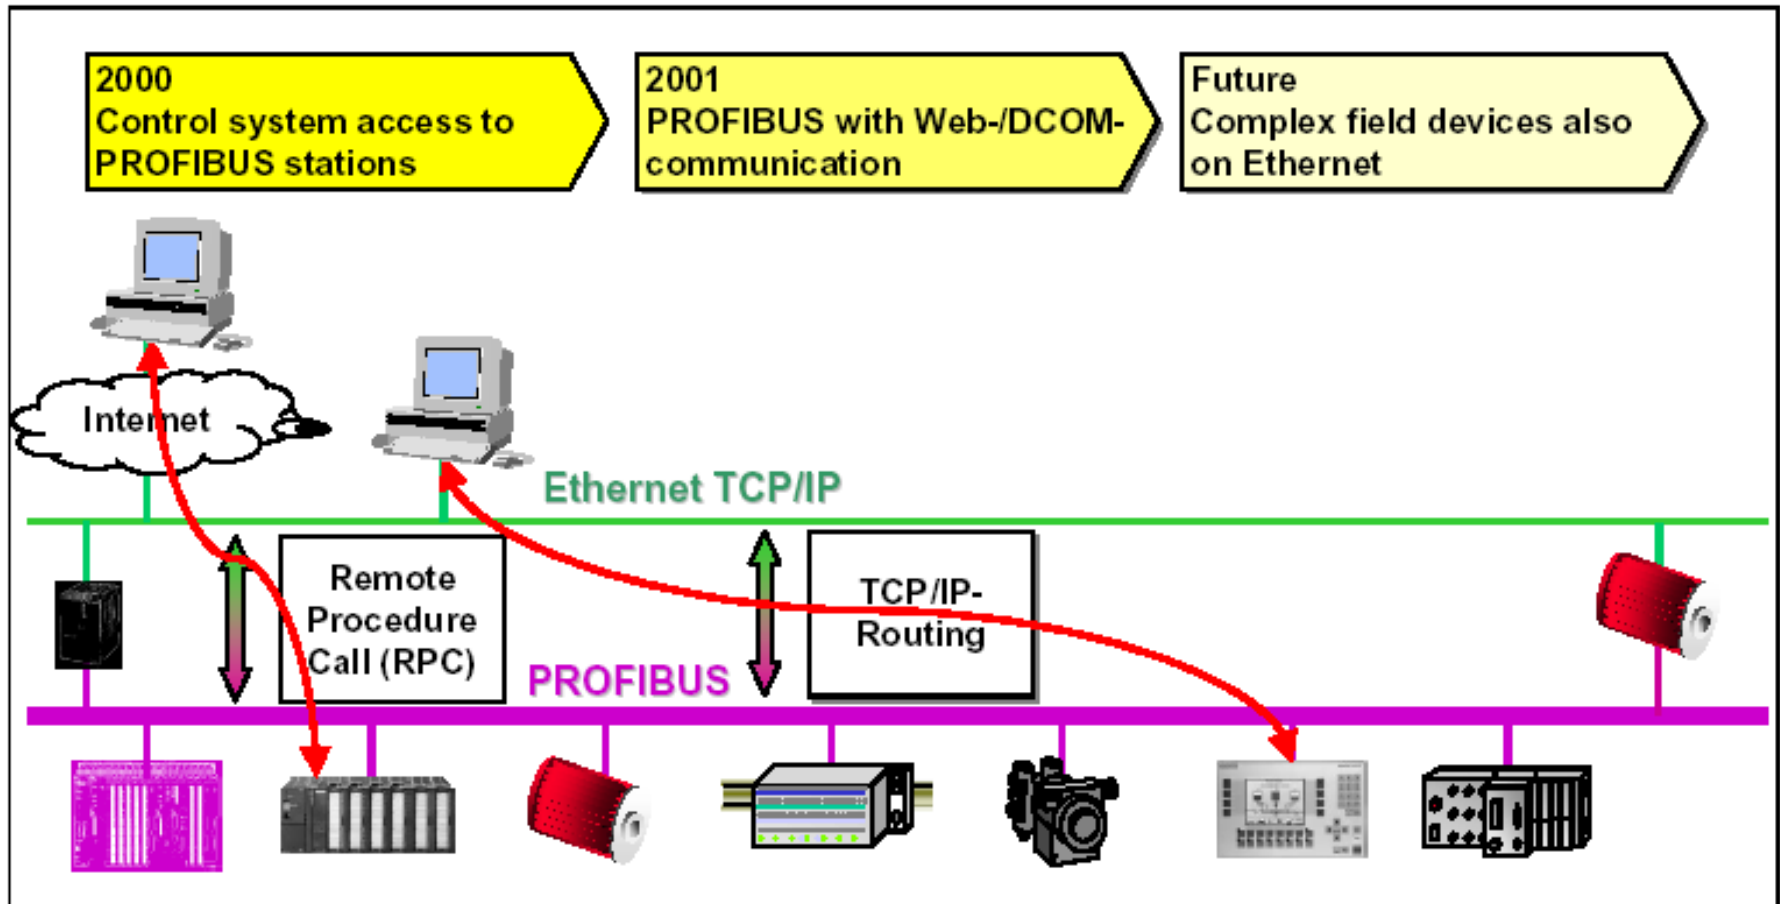 2000
Control system access to
PROFIBUS stations
2001
PROFIBUS with Web-/DCOM-
communication
Future
Complex field devices also
on Ethernet
Internet
Ethernet TCP/IP
Remote
Procedure
Call (RPC)
TCP/IP-
Routing
PROFIBUS